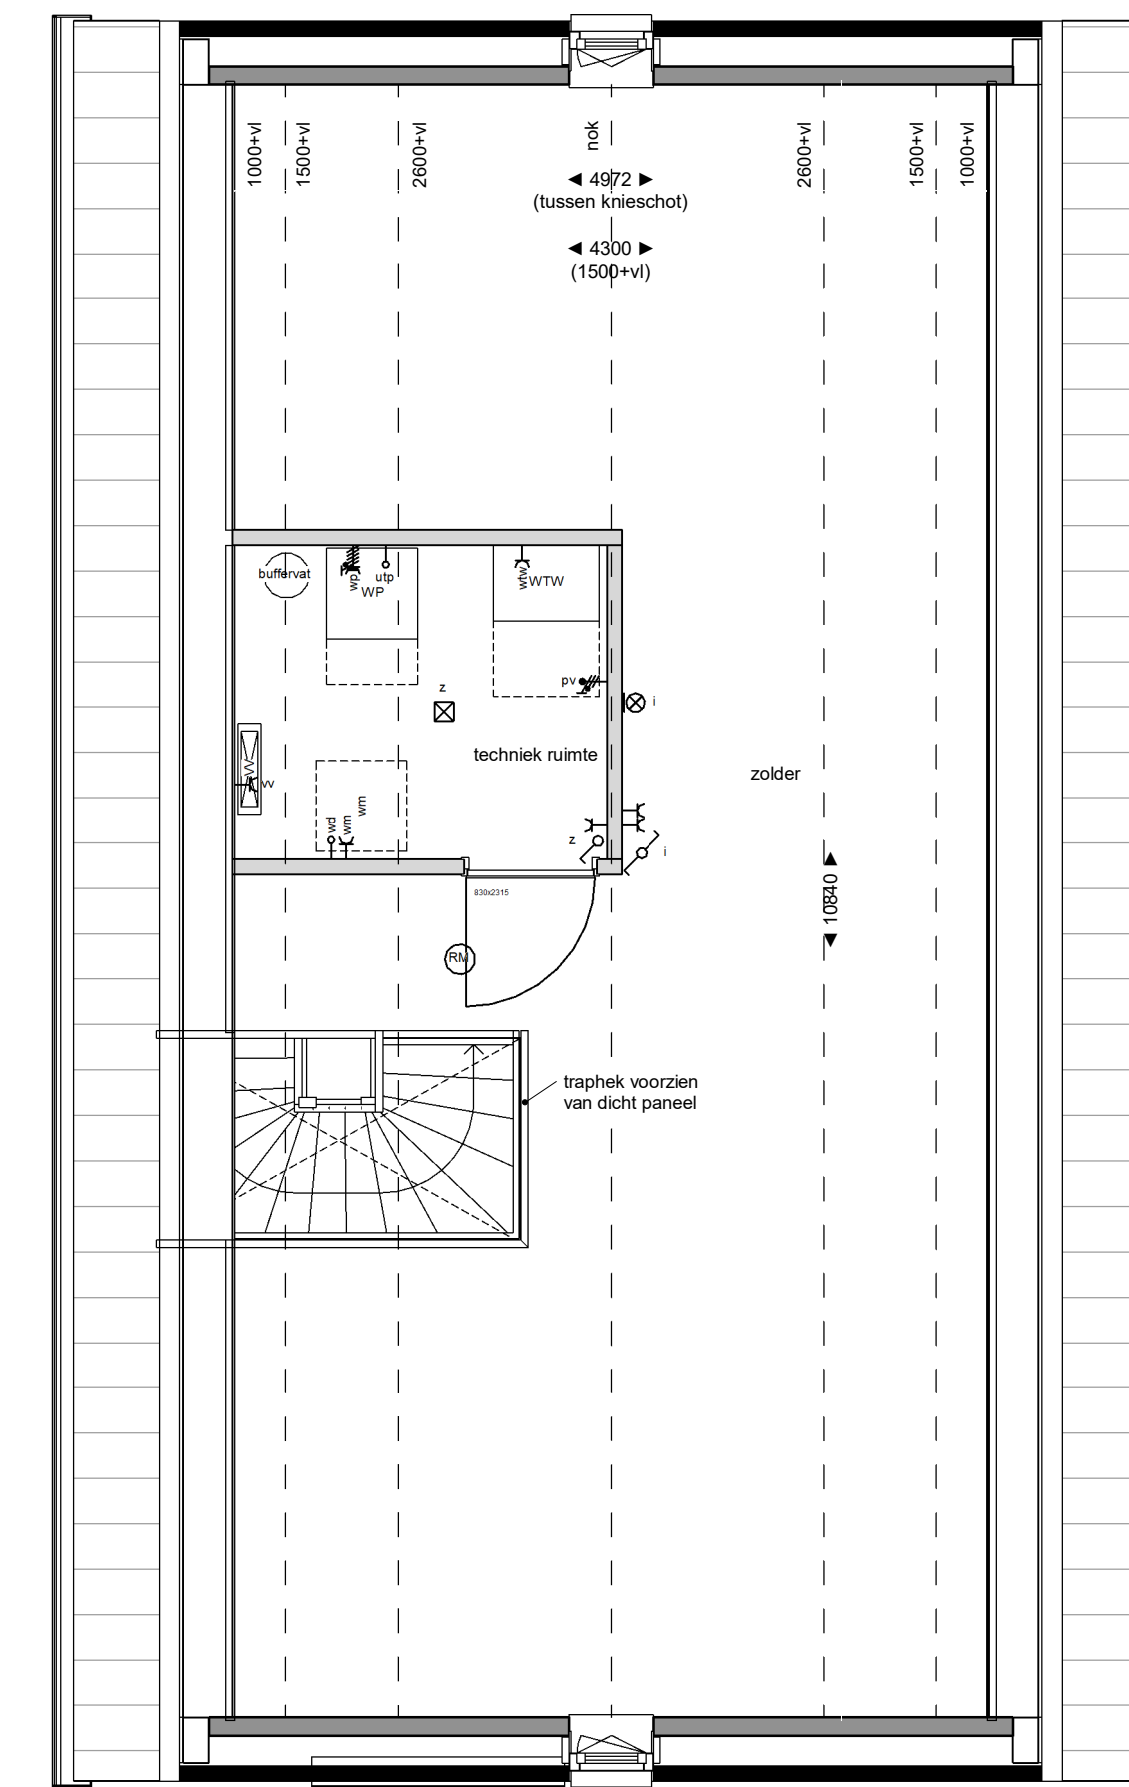 1000+vl
1500+vl
2600+vl
nok
2600+vl
1500+vl
1000+vl
◄ 4972 ►
(tussen knieschot)
◄ 4300 ►
(1500+vl)
buffervat
wp
utp
WP
wtw
WTW
pv
z
i
techniek ruimte
zolder
VV
vv
wd
wm
wm
z
i
◄ 10840 ►
830x2315
RM
traphek voorzien
van dicht paneel